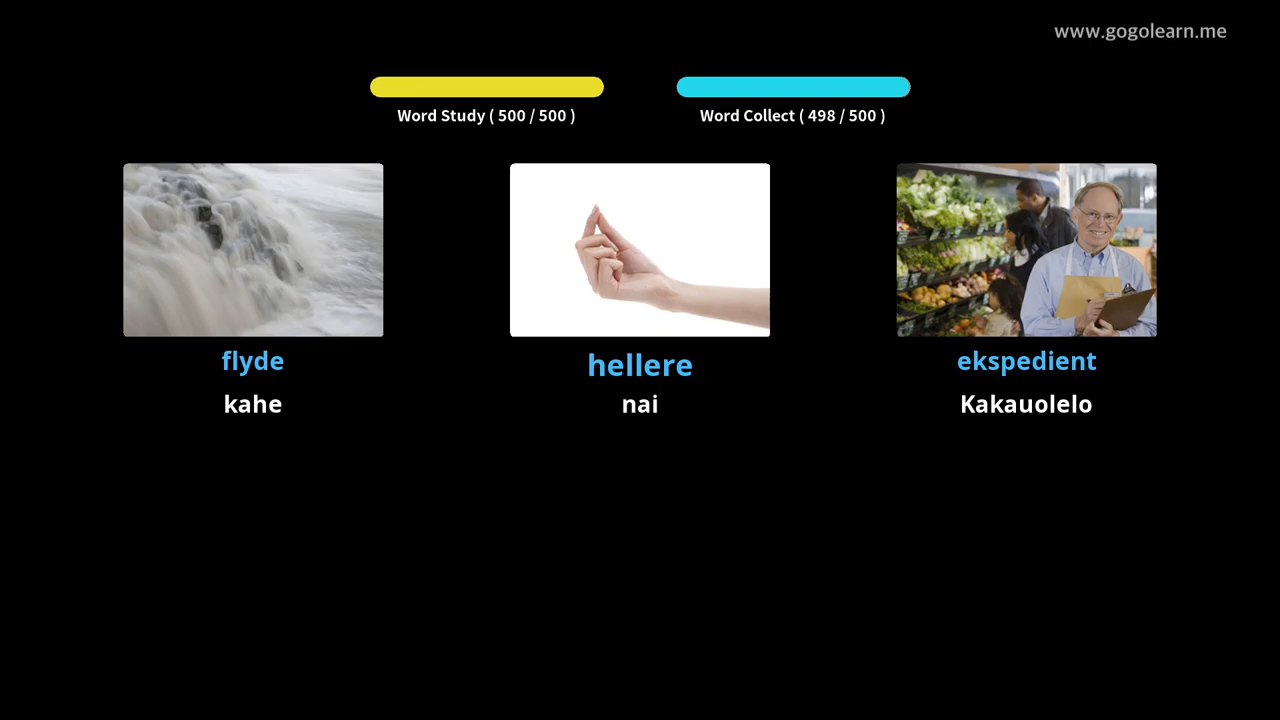 www.gogolearn.me
Word Study ( 500 / 500 )
Word Collect ( 498 / 500 )
flyde
hellere
ekspedient
kahe
nai
Kakauolelo